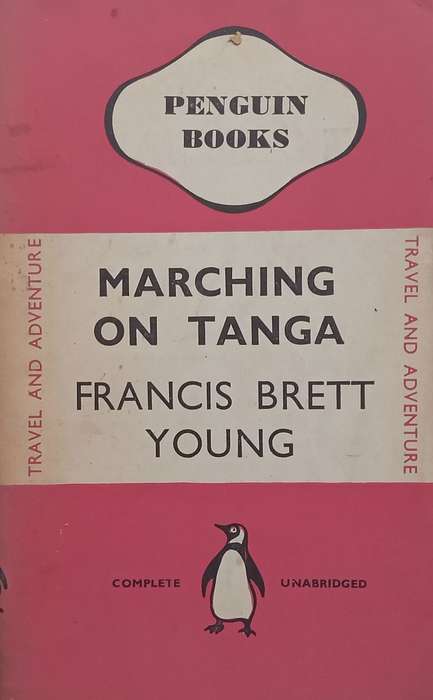 PENGUIN
BOOKS
TRAVEL AND ADVENTURE
MARCHING
ON TANGA
FRANCIS BRETT
YOUNG
TRAVEL AND ADVENTURE
COMPLETE UNABRIDGED